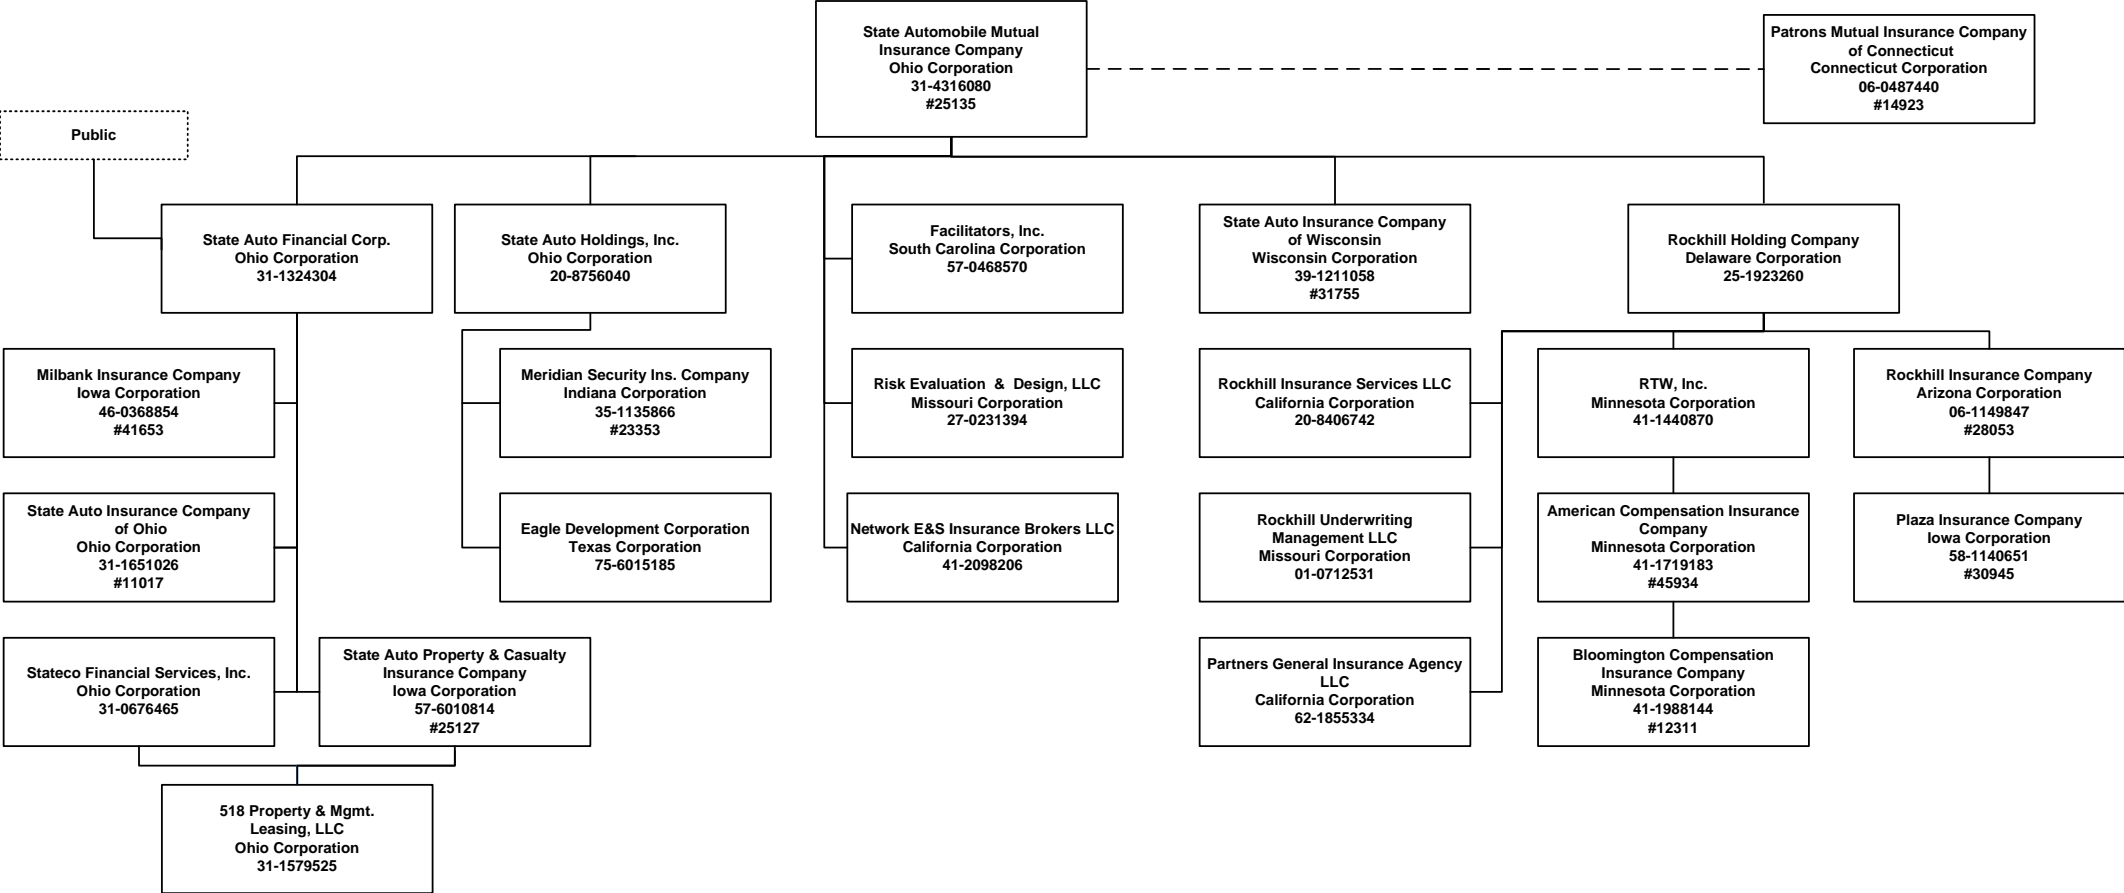 State Automobile Mutual
Insurance Company
Ohio Corporation
31-4316080
#25135
Patrons Mutual Insurance Company
of Connecticut
Connecticut Corporation
06-0487440
#14923
Public
State Auto Financial Corp.
Ohio Corporation
31-1324304
State Auto Holdings, Inc.
Ohio Corporation
20-8756040
Facilitators, Inc.
South Carolina Corporation
57-0468570
State Auto Insurance Company
of Wisconsin
Wisconsin Corporation
39-1211058
#31755
Rockhill Holding Company
Delaware Corporation
25-1923260
Milbank Insurance Company
Iowa Corporation
46-0368854
#41653
Meridian Security Ins. Company
Indiana Corporation
35-1135866
#23353
Risk Evaluation & Design, LLC
Missouri Corporation
27-0231394
Rockhill Insurance Services LLC
California Corporation
20-8406742
RTW, Inc.
Minnesota Corporation
41-1440870
Rockhill Insurance Company
Arizona Corporation
06-1149847
#28053
State Auto Insurance Company
of Ohio
Ohio Corporation
31-1651026
#11017
Eagle Development Corporation
Texas Corporation
75-6015185
Network E&S Insurance Brokers LLC
California Corporation
41-2098206
Rockhill Underwriting
Management LLC
Missouri Corporation
01-0712531
American Compensation Insurance
Company
Minnesota Corporation
41-1719183
#45934
Plaza Insurance Company
Iowa Corporation
58-1140651
#30945
Stateco Financial Services, Inc.
Ohio Corporation
31-0676465
State Auto Property & Casualty
Insurance Company
Iowa Corporation
57-6010814
#25127
Partners General Insurance Agency
LLC
California Corporation
62-1855334
Bloomington Compensation
Insurance Company
Minnesota Corporation
41-1988144
#12311
518 Property & Mgmt.
Leasing, LLC
Ohio Corporation
31-1579525